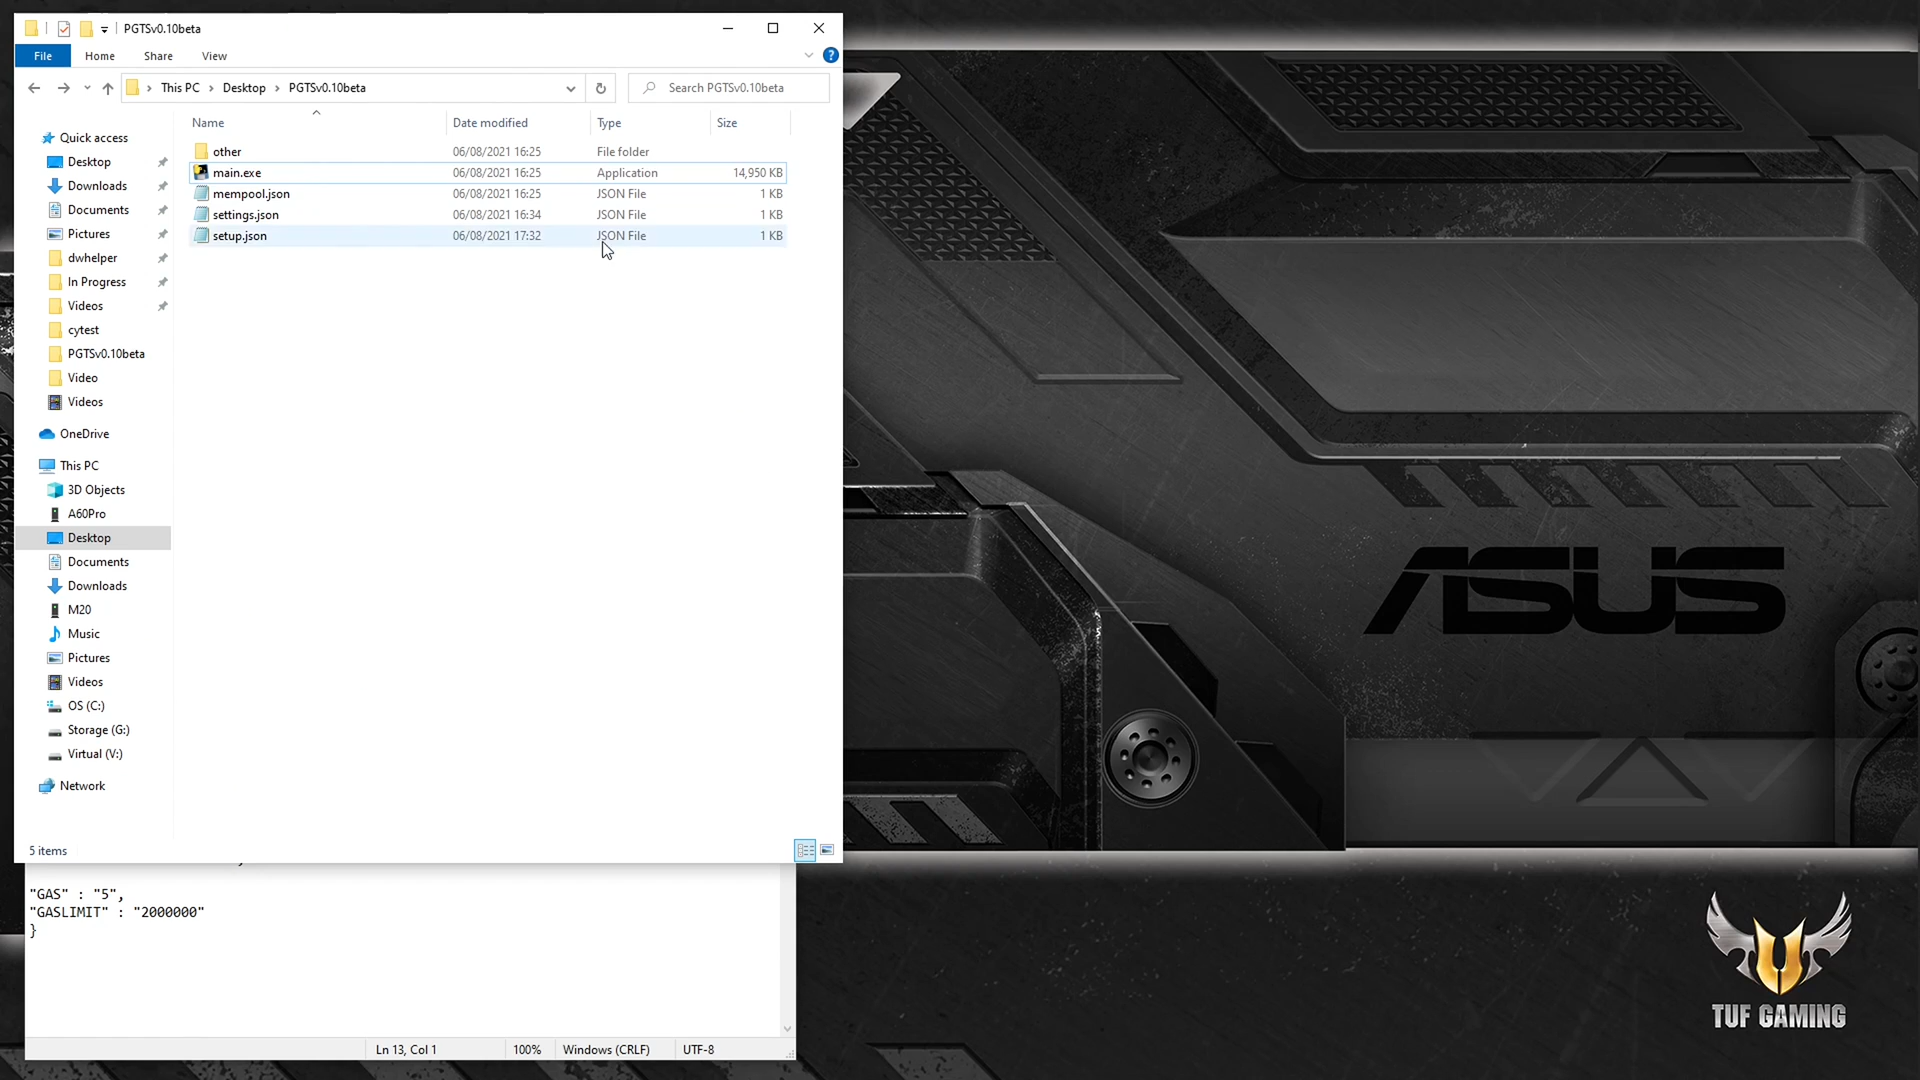 PGTSv0.10beta
File Home Share View
This PC Desktop PGTSv0.10beta
Search PGTSv0.10beta
Name Date modified Type Size
other 06/08/2021 16:25 File folder
main.exe 06/08/2021 16:25 Application 14,950 KB
mempool.json 06/08/2021 16:25 JSON File 1 KB
settings.json 06/08/2021 16:34 JSON File 1 KB
setup.json 06/08/2021 17:32 JSON File 1 KB
Quick access
Desktop
Downloads
Documents
Pictures
dwhelper
In Progress
Videos
cytest
PGTSv0.10beta
Video
Videos
OneDrive
This PC
3D Objects
A60Pro
Desktop
Documents
Downloads
M20
Music
Pictures
Videos
OS (C:)
Storage (G:)
Virtual (V:)
Network
5 items
"GAS" : "5",
"GASLIMIT" : "2000000"
}
Ln 13, Col 1 100% Windows (CRLF) UTF-8
ASUS
TUF GAMING